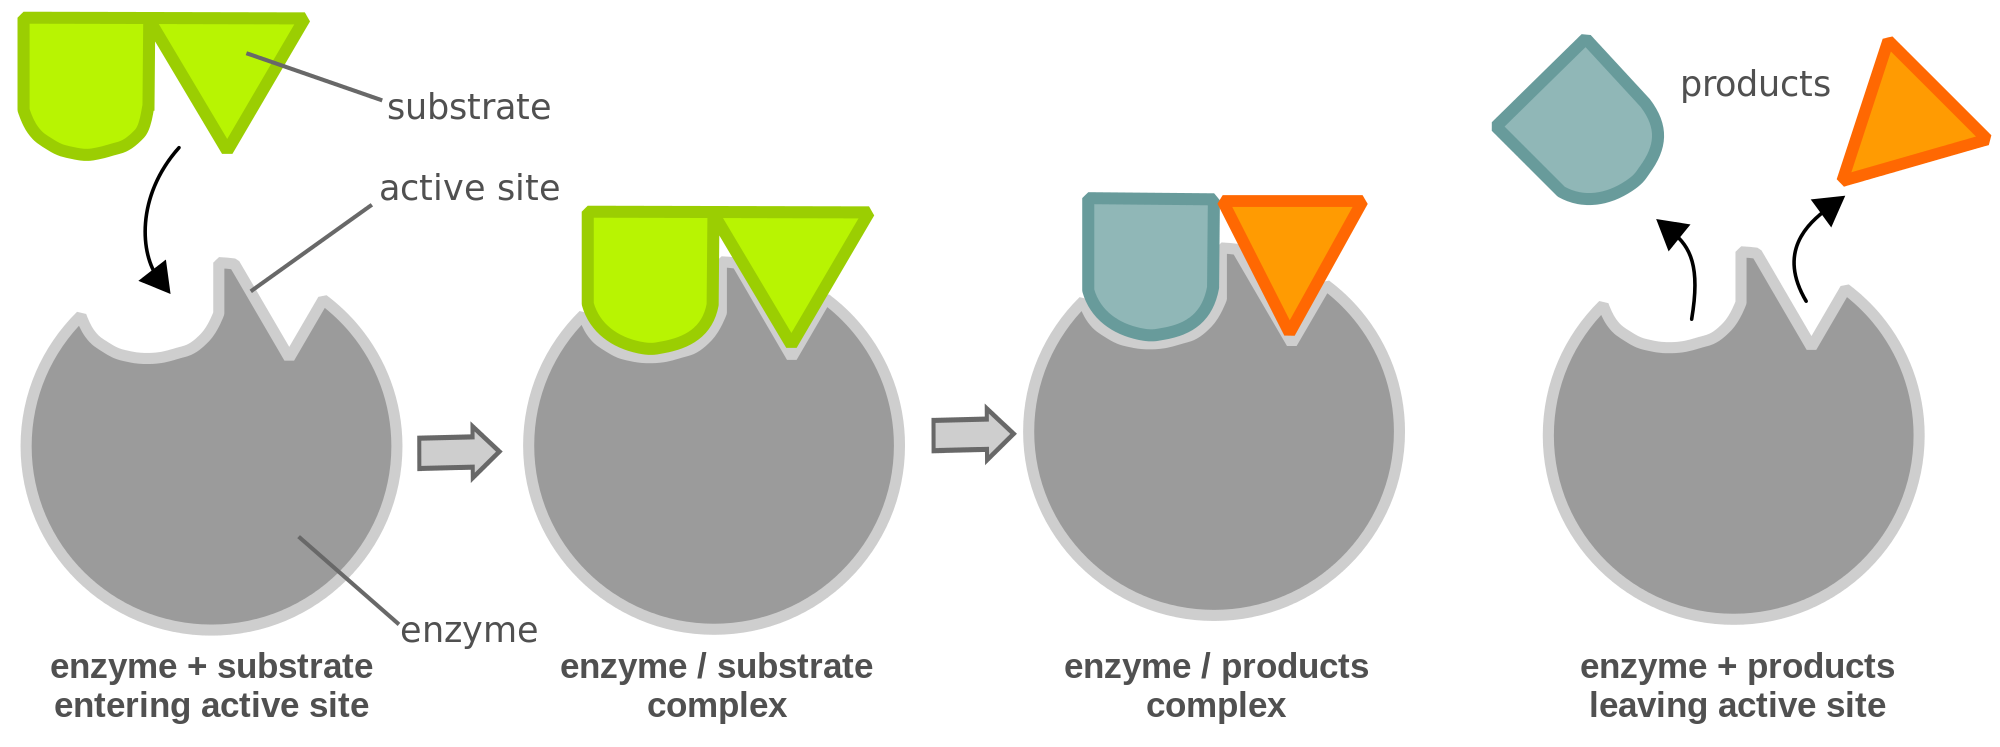 substrate
active site
enzyme
products
enzyme + substrate
entering active site
enzyme / substrate
complex
enzyme / products
complex
enzyme + products
leaving active site